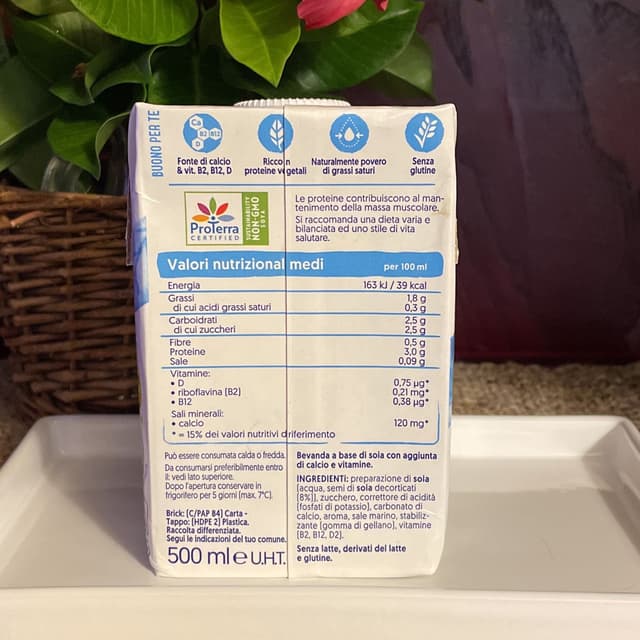 BUONO PER TE
Ca
B2 B12
D
Fonte di calcio
& vit. B2, B12, D
Ricco in
proteine vegetali
Naturalmente povero
di grassi saturi
Senza
glutine
ProTerra
CERTIFIED
SUSTAINABILITY
NON-GMO
SOYA
Le proteine contribuiscono al man-
tenimento della massa muscolare.
Si raccomanda una dieta varia e
bilanciata ed uno stile di vita
salutare.
Valori nutrizionali medi per 100 ml
Energia 163 kJ / 39 kcal
Grassi 1,8 g
di cui acidi grassi saturi 0,3 g
Carboidrati 2,5 g
di cui zuccheri 2,5 g
Fibre 0,5 g
Proteine 3,0 g
Sale 0,09 g
Vitamine:
• D 0,75 µg*
• riboflavina (B2) 0,21 mg*
• B12 0,38 µg*
Sali minerali:
• calcio 120 mg*
* = 15% dei valori nutritivi di riferimento
Può essere consumata calda o fredda.
Da consumarsi preferibilmente entro
il: vedi lato superiore.
Dopo l'apertura conservare in
frigorifero per 5 giorni (max. 7°C).
Brick: (C/PAP 84) Carta -
Tappo: (HDPE 2) Plastica.
Raccolta differenziata.
Segui le indicazioni del tuo comune.
500 ml e U.H.T.
Bevanda a base di soia con aggiunta
di calcio e vitamine.
INGREDIENTI: preparazione di soia
(acqua, semi di soia decorticati
(8%)), zucchero, correttore di acidità
(fosfati di potassio), carbonato di
calcio, aroma, sale marino, stabiliz-
zante (gomma di gellano), vitamine
(B2, B12, D2).
Senza latte, derivati del latte
e glutine.